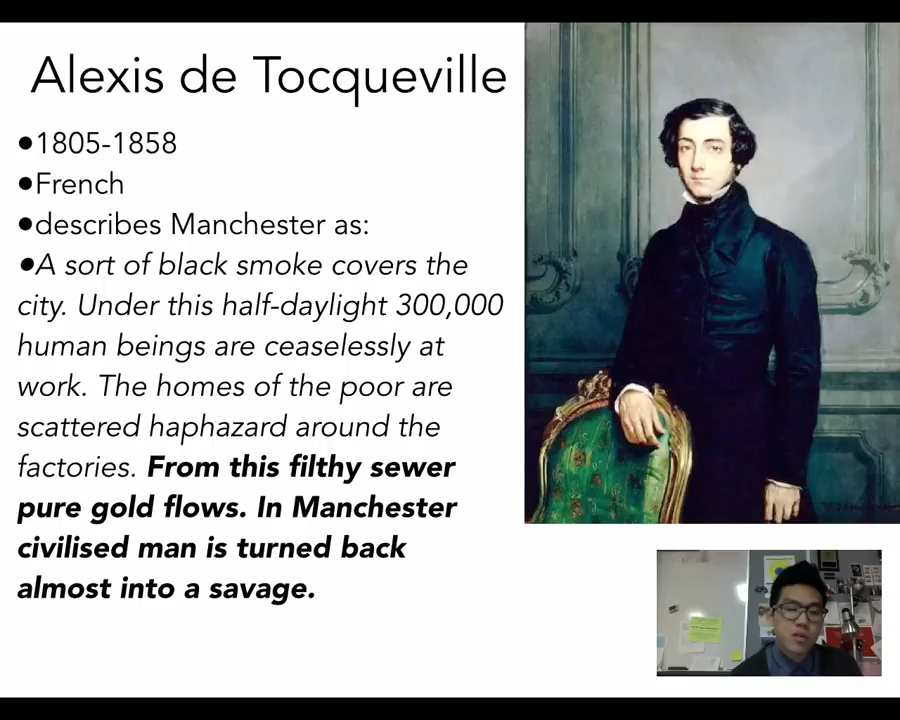 Alexis de Tocqueville
•1805-1858
•French
•describes Manchester as:
•A sort of black smoke covers the
city. Under this half-daylight 300,000
human beings are ceaselessly at
work. The homes of the poor are
scattered haphazard around the
factories. From this filthy sewer
pure gold flows. In Manchester
civilised man is turned back
almost into a savage.